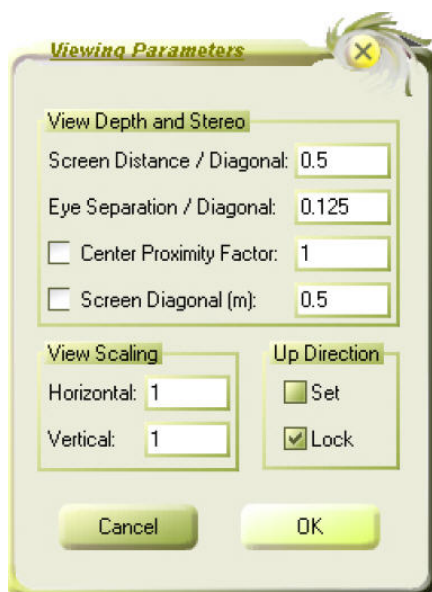 Viewing Parameters
View Depth and Stereo
Screen Distance / Diagonal: 0.5
Eye Separation / Diagonal: 0.125
Center Proximity Factor: 1
Screen Diagonal (m): 0.5
View Scaling
Horizontal: 1
Vertical: 1
Up Direction
Set
Lock
Cancel
OK